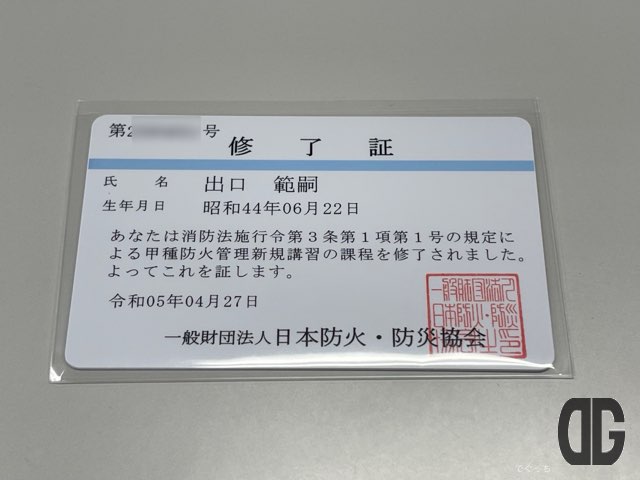 第2 号
修了証
氏名 出口 範嗣
生年月日 昭和44年06月22日
あなたは消防法施行令第3条第1項第1号の規定に
よる甲種防火管理新規講習の課程を修了されました。
よってこれを証します。
令和05年04月27日
一般財団法人日本防火・防災協会
DG
でぐっち